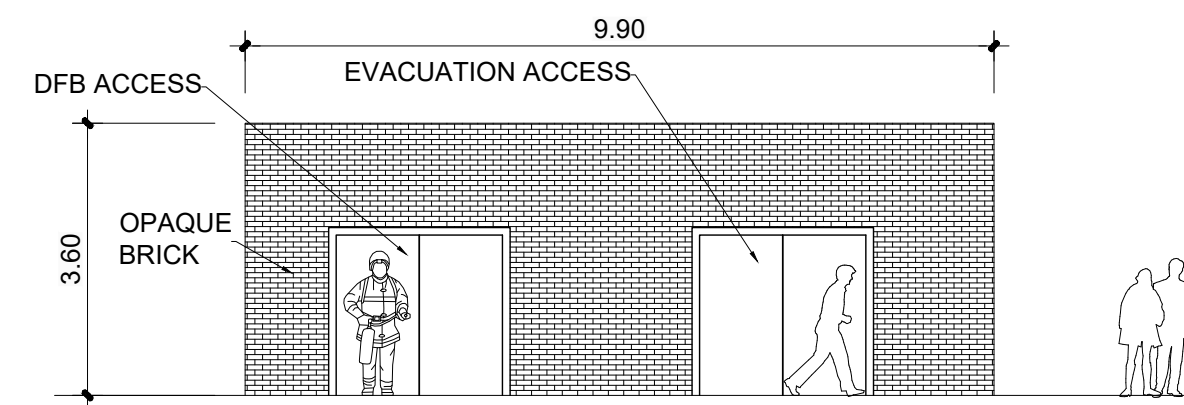 9.90
DFB ACCESS
EVACUATION ACCESS
OPAQUE
BRICK
3.60